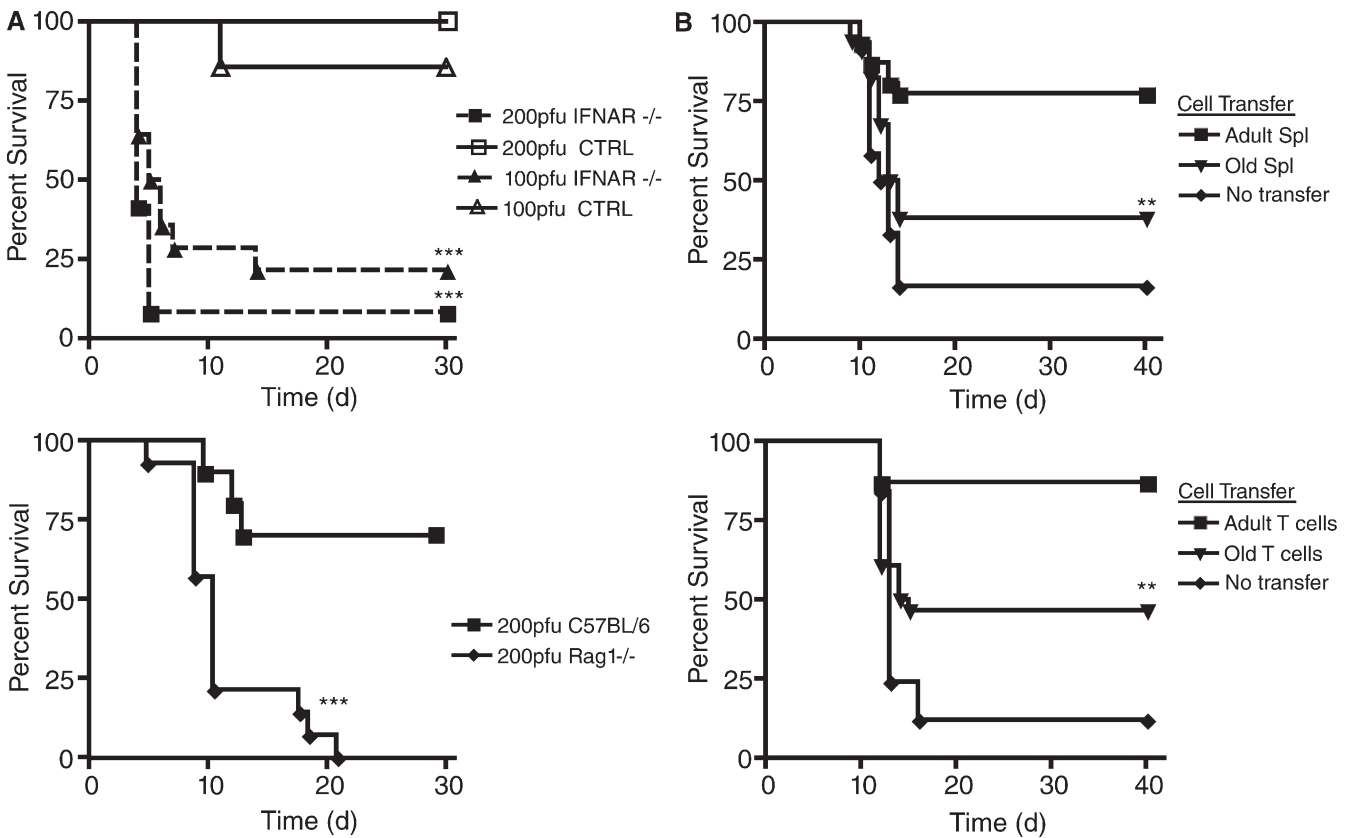 A
100
75
50
25
0
Percent Survival
0 10 20 30
Time (d)
***
***
200pfu IFNAR -/-
200pfu CTRL
100pfu IFNAR -/-
100pfu CTRL
B
100
75
50
25
0
Percent Survival
0 10 20 30 40
Time (d)
**
Cell Transfer
Adult Spl
Old Spl
No transfer
100
75
50
25
0
Percent Survival
0 10 20 30
Time (d)
***
200pfu C57BL/6
200pfu Rag1-/-
100
75
50
25
0
Percent Survival
0 10 20 30 40
Time (d)
**
Cell Transfer
Adult T cells
Old T cells
No transfer